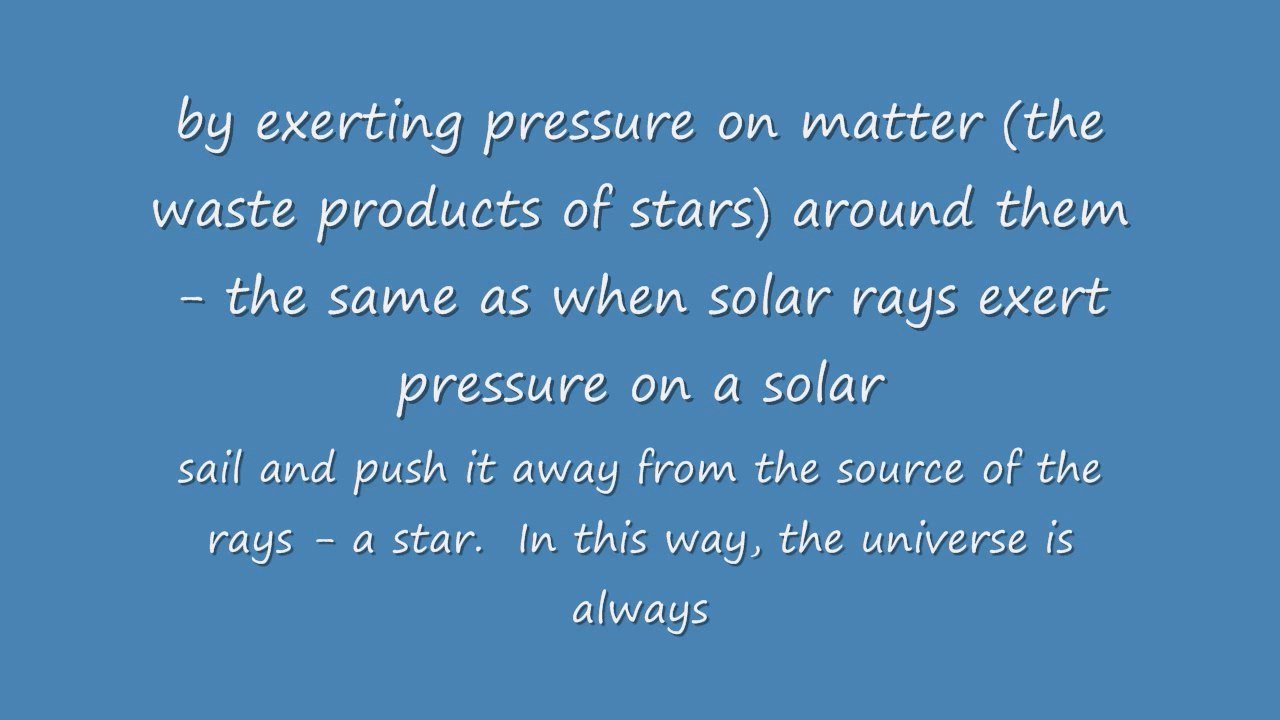 by exerting pressure on matter (the
waste products of stars) around them
- the same as when solar rays exert
pressure on a solar
sail and push it away from the source of the
rays - a star.  In this way, the universe is
always